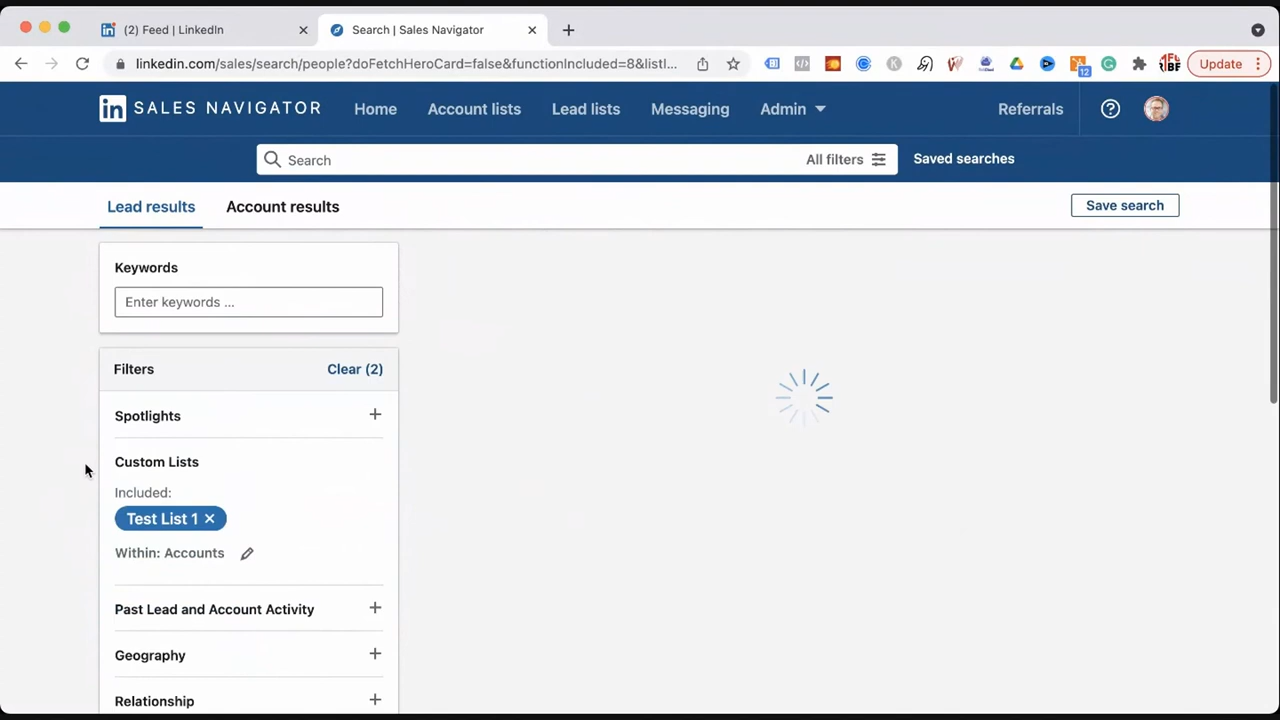 (2) Feed | LinkedIn
Search | Sales Navigator
linkedin.com/sales/search/people?doFetchHeroCard=false&functionIncluded=8&listI...
12
Update
in SALES NAVIGATOR
Home
Account lists
Lead lists
Messaging
Admin
Referrals
Search
All filters
Saved searches
Lead results
Account results
Save search
Keywords
Enter keywords ...
Filters
Clear (2)
Spotlights
Custom Lists
Included:
Test List 1
Within: Accounts
Past Lead and Account Activity
Geography
Relationship